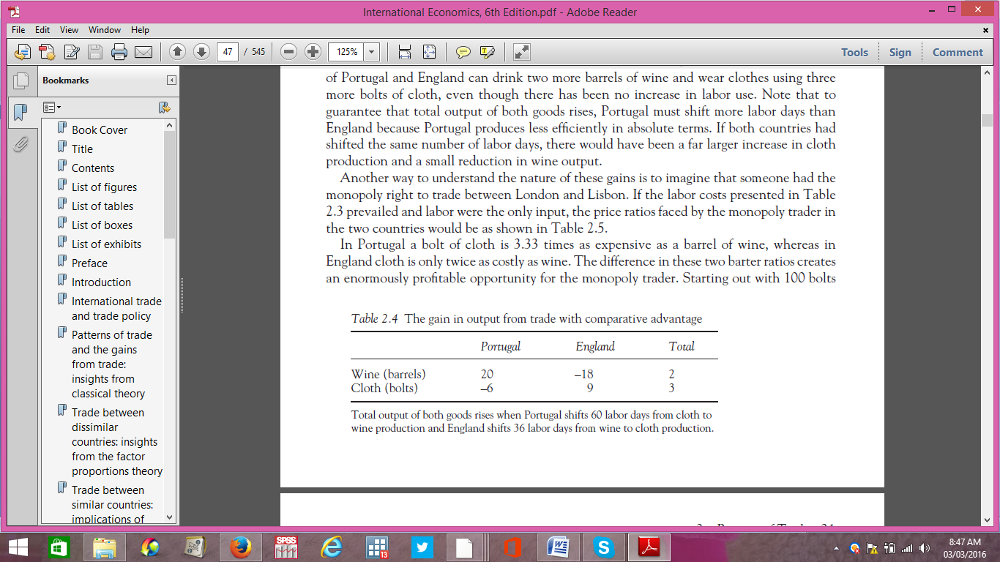 International Economics, 6th Edition.pdf - Adobe Reader
File Edit View Window Help
47 / 545 125% Tools Sign Comment
Bookmarks
Book Cover
Title
Contents
List of figures
List of tables
List of boxes
List of exhibits
Preface
Introduction
International trade
and trade policy
Patterns of trade
and the gains
from trade:
insights from
classical theory
Trade between
dissimilar
countries: insights
from the factor
proportions theory
Trade between
similar countries:
implications of
of Portugal and England can drink two more barrels of wine and wear clothes using three
more bolts of cloth, even though there has been no increase in labor use. Note that to
guarantee that total output of both goods rises, Portugal must shift more labor days than
England because Portugal produces less efficiently in absolute terms. If both countries had
shifted the same number of labor days, there would have been a far larger increase in cloth
production and a small reduction in wine output.
Another way to understand the nature of these gains is to imagine that someone had the
monopoly right to trade between London and Lisbon. If the labor costs presented in Table
2.3 prevailed and labor were the only input, the price ratios faced by the monopoly trader in
the two countries would be as shown in Table 2.5.
In Portugal a bolt of cloth is 3.33 times as expensive as a barrel of wine, whereas in
England cloth is only twice as costly as wine. The difference in these two barter ratios creates
an enormously profitable opportunity for the monopoly trader. Starting out with 100 bolts
Table 2.4 The gain in output from trade with comparative advantage
Portugal England Total
Wine (barrels) 20 –18 2
Cloth (bolts) –6 9 3
Total output of both goods rises when Portugal shifts 60 labor days from cloth to
wine production and England shifts 36 labor days from wine to cloth production.
SPSS
13
8:47 AM
03/03/2016